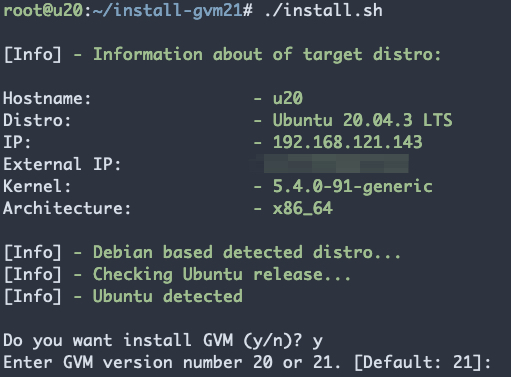 root@u20:~/install-gvm21# ./install.sh
[Info] - Information about of target distro:
Hostname: - u20
Distro: - Ubuntu 20.04.3 LTS
IP: - 192.168.121.143
External IP:
Kernel: - 5.4.0-91-generic
Architecture: - x86_64
[Info] - Debian based detected distro...
[Info] - Checking Ubuntu release...
[Info] - Ubuntu detected
Do you want install GVM (y/n)? y
Enter GVM version number 20 or 21. [Default: 21]: